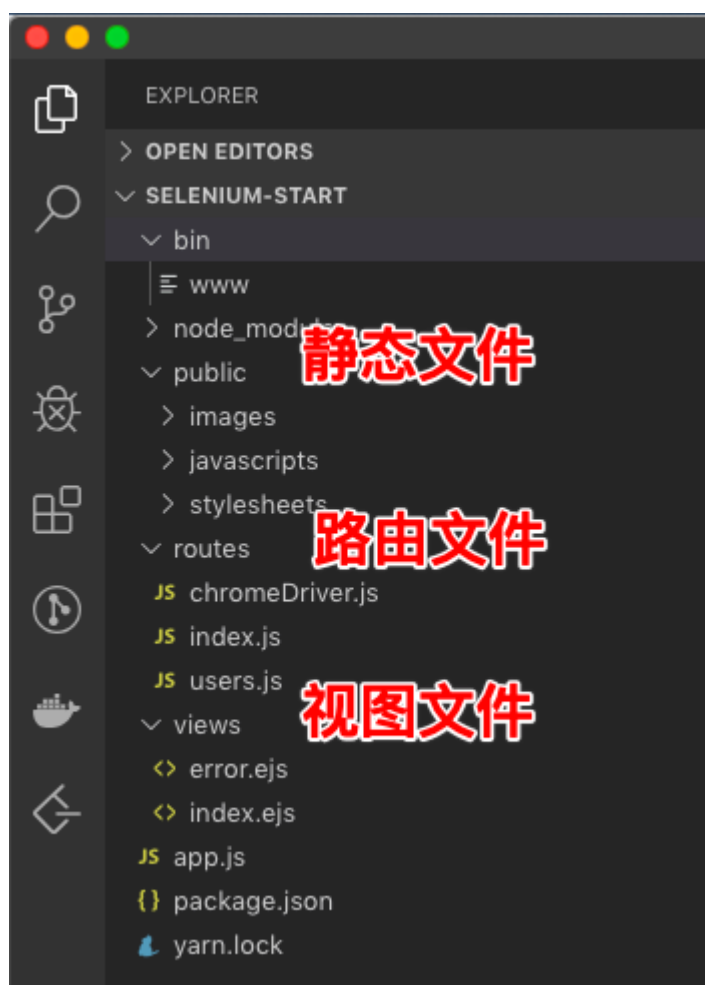 EXPLORER
OPEN EDITORS
SELENIUM-START
bin
www
node_modules
静态文件
public
images
javascripts
stylesheets
路由文件
routes
chromeDriver.js
index.js
users.js
视图文件
views
error.ejs
index.ejs
app.js
package.json
yarn.lock